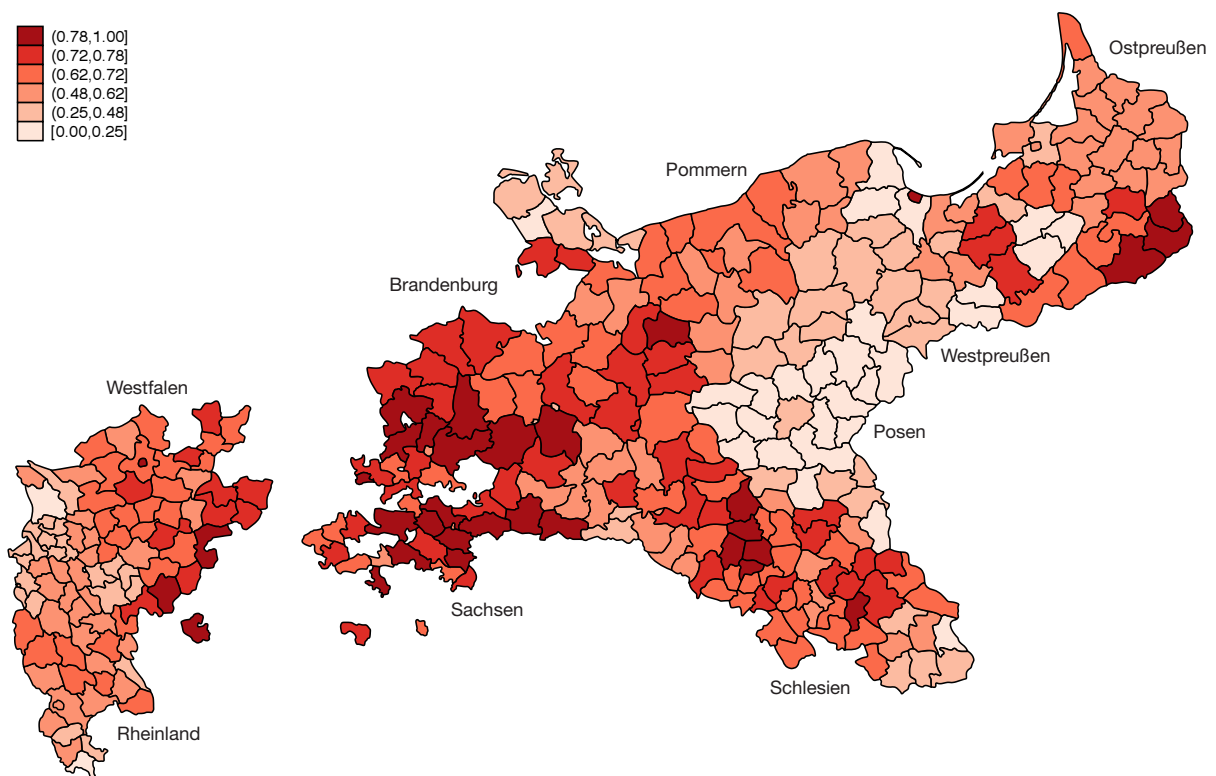 (0.78,1.00]
(0.72,0.78]
(0.62,0.72]
(0.48,0.62]
(0.25,0.48]
[0.00,0.25]
Ostpreußen
Pommern
Brandenburg
Westpreußen
Westfalen
Posen
Sachsen
Schlesien
Rheinland